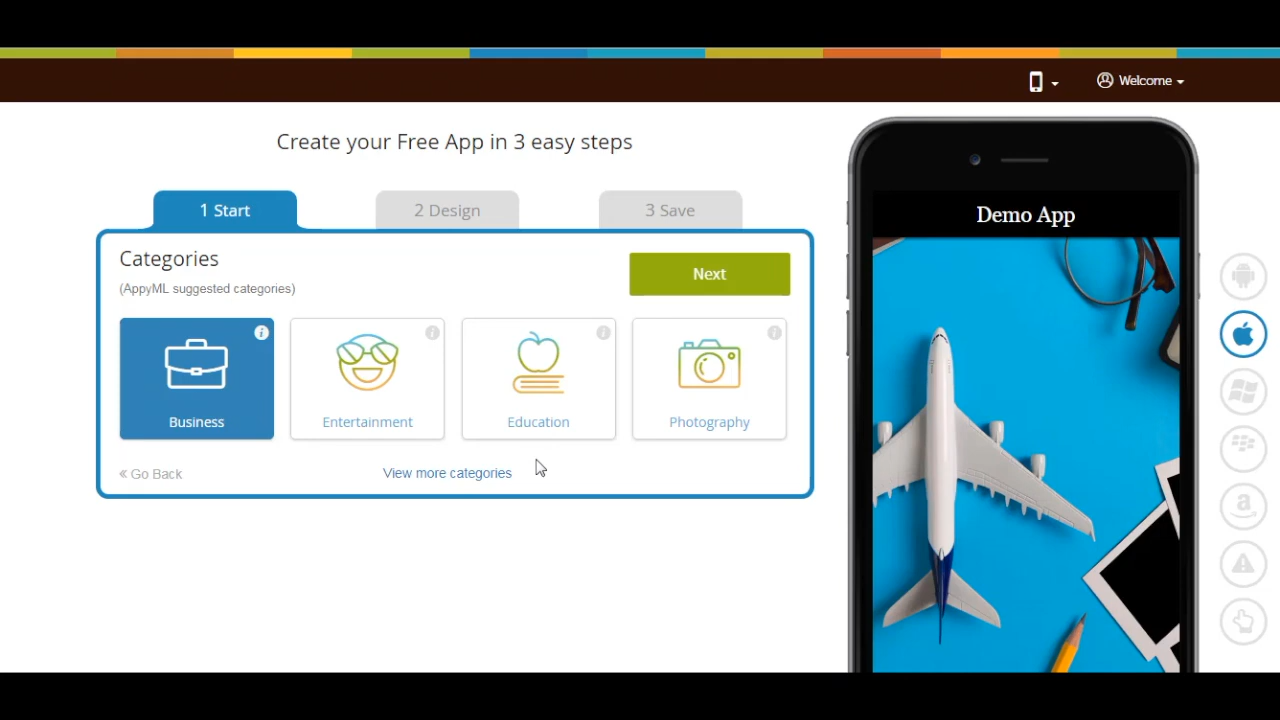 Welcome
Create your Free App in 3 easy steps
1 Start
2 Design
3 Save
Categories
(AppyML suggested categories)
Next
Business
Entertainment
Education
Photography
« Go Back
View more categories
Demo App